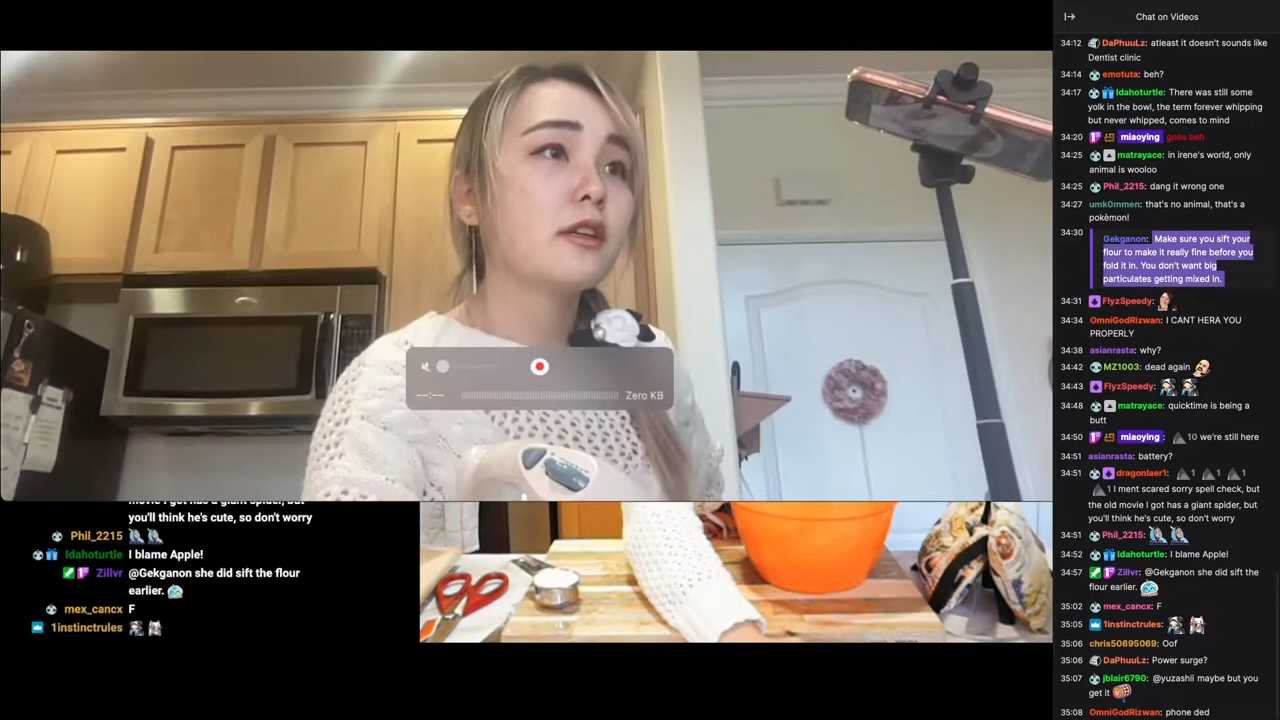 Chat on Videos
34:12 DaPhuuLz: atleast it doesn't sounds like
Dentist clinic
34:14 emotuta: beh?
34:17 Idahoturtle: There was still some
yolk in the bowl, the term forever whipping
but never whipped, comes to mind
34:20 miaoying goes beh
34:25 matrayace: in irene's world, only
animal is wooloo
34:25 Phil_2215: dang it wrong one
34:27 umk0mmen: that's no animal, that's a
pokèmon!
34:30 Gekganon: Make sure you sift your
flour to make it really fine before you
fold it in. You don't want big
particulates getting mixed in.
34:31 FlyzSpeedy:
34:34 OmniGodRizwan: I CANT HERA YOU
PROPERLY
34:38 asianrasta: why?
34:42 MZ1003: dead again
34:43 FlyzSpeedy:
34:48 matrayace: quicktime is being a
butt
34:50 miaoying: 10 we're still here
34:51 asianrasta: battery?
34:51 dragonlaer1: 1 1 1
1 I ment scared sorry spell check, but
the old movie I got has a giant spider, but
you'll think he's cute, so don't worry
34:51 Phil_2215:
34:52 Idahoturtle: I blame Apple!
34:57 Zillvr: @Gekganon she did sift the
flour earlier.
35:02 mex_cancx: F
35:05 1instinctrules:
chris50695069: Oof
35:06
35:06 DaPhuuLz: Power surge?
35:07 jblair6790: @yuzashii maybe but you
get it
35:08 OmniGodRizwan: phone ded
--:-- Zero KB
movie I got has a giant spider, but
you'll think he's cute, so don't worry
Phil_2215
Idahoturtle I blame Apple!
Zillvr @Gekganon she did sift the flour
earlier.
mex_cancx F
1instinctrules